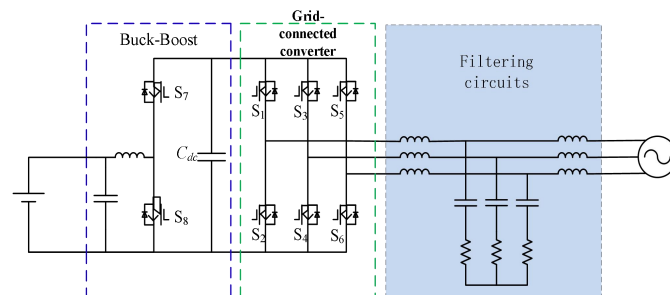 Buck-Boost
Grid-
connected
converter
Filtering
circuits
S7
S1
S3
S5
Cdc
S8
S2
S4
S6